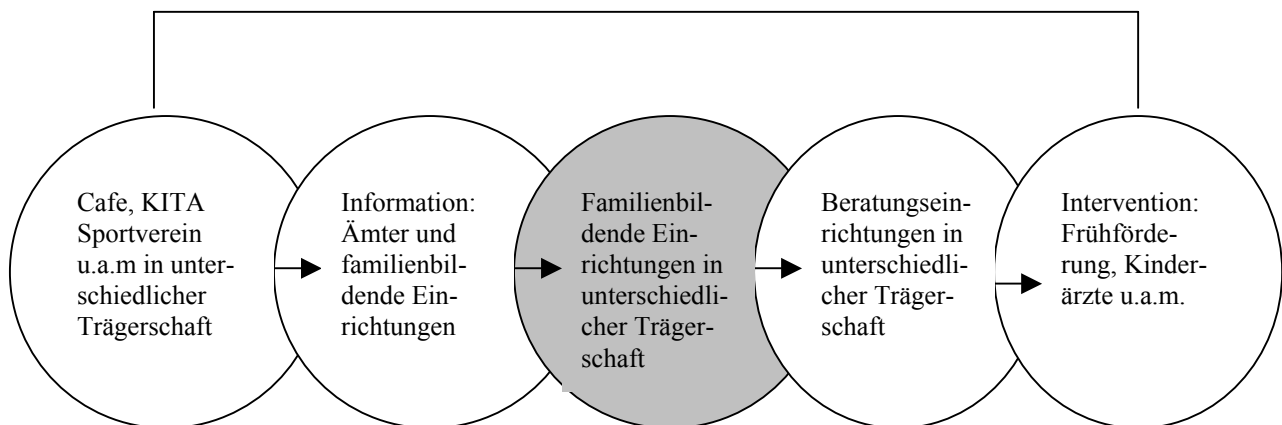 Cafe, KITA
Sportverein
u.a.m in unter-
schiedlicher
Trägerschaft
Information:
Ämter und
familienbil-
dende Ein-
richtungen
Familienbil-
dende Ein-
richtungen in
unterschiedli-
cher Träger-
schaft
Beratungsein-
richtungen in
unterschiedli-
cher Träger-
schaft
Intervention:
Frühförde-
rung, Kinder-
ärzte u.a.m.